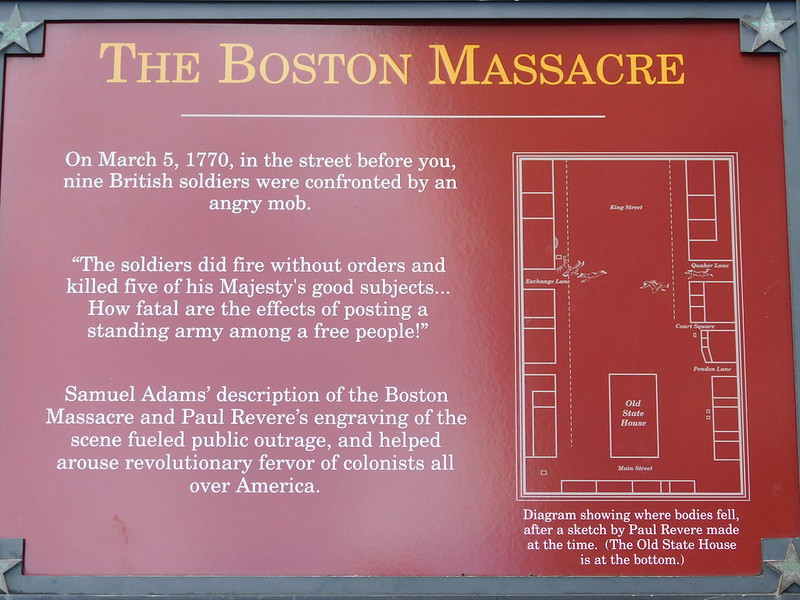 THE BOSTON MASSACRE
On March 5, 1770, in the street before you,
nine British soldiers were confronted by an
angry mob.
“The soldiers did fire without orders and
killed five of his Majesty's good subjects...
How fatal are the effects of posting a
standing army among a free people!”
Samuel Adams’ description of the Boston
Massacre and Paul Revere’s engraving of the
scene fueled public outrage, and helped
arouse revolutionary fervor of colonists all
over America.
King Street
Quaker Lane
Exchange Lane
Court Square
Penden Lane
Old
State
House
Main Street
Diagram showing where bodies fell,
after a sketch by Paul Revere made
at the time. (The Old State House
is at the bottom.)